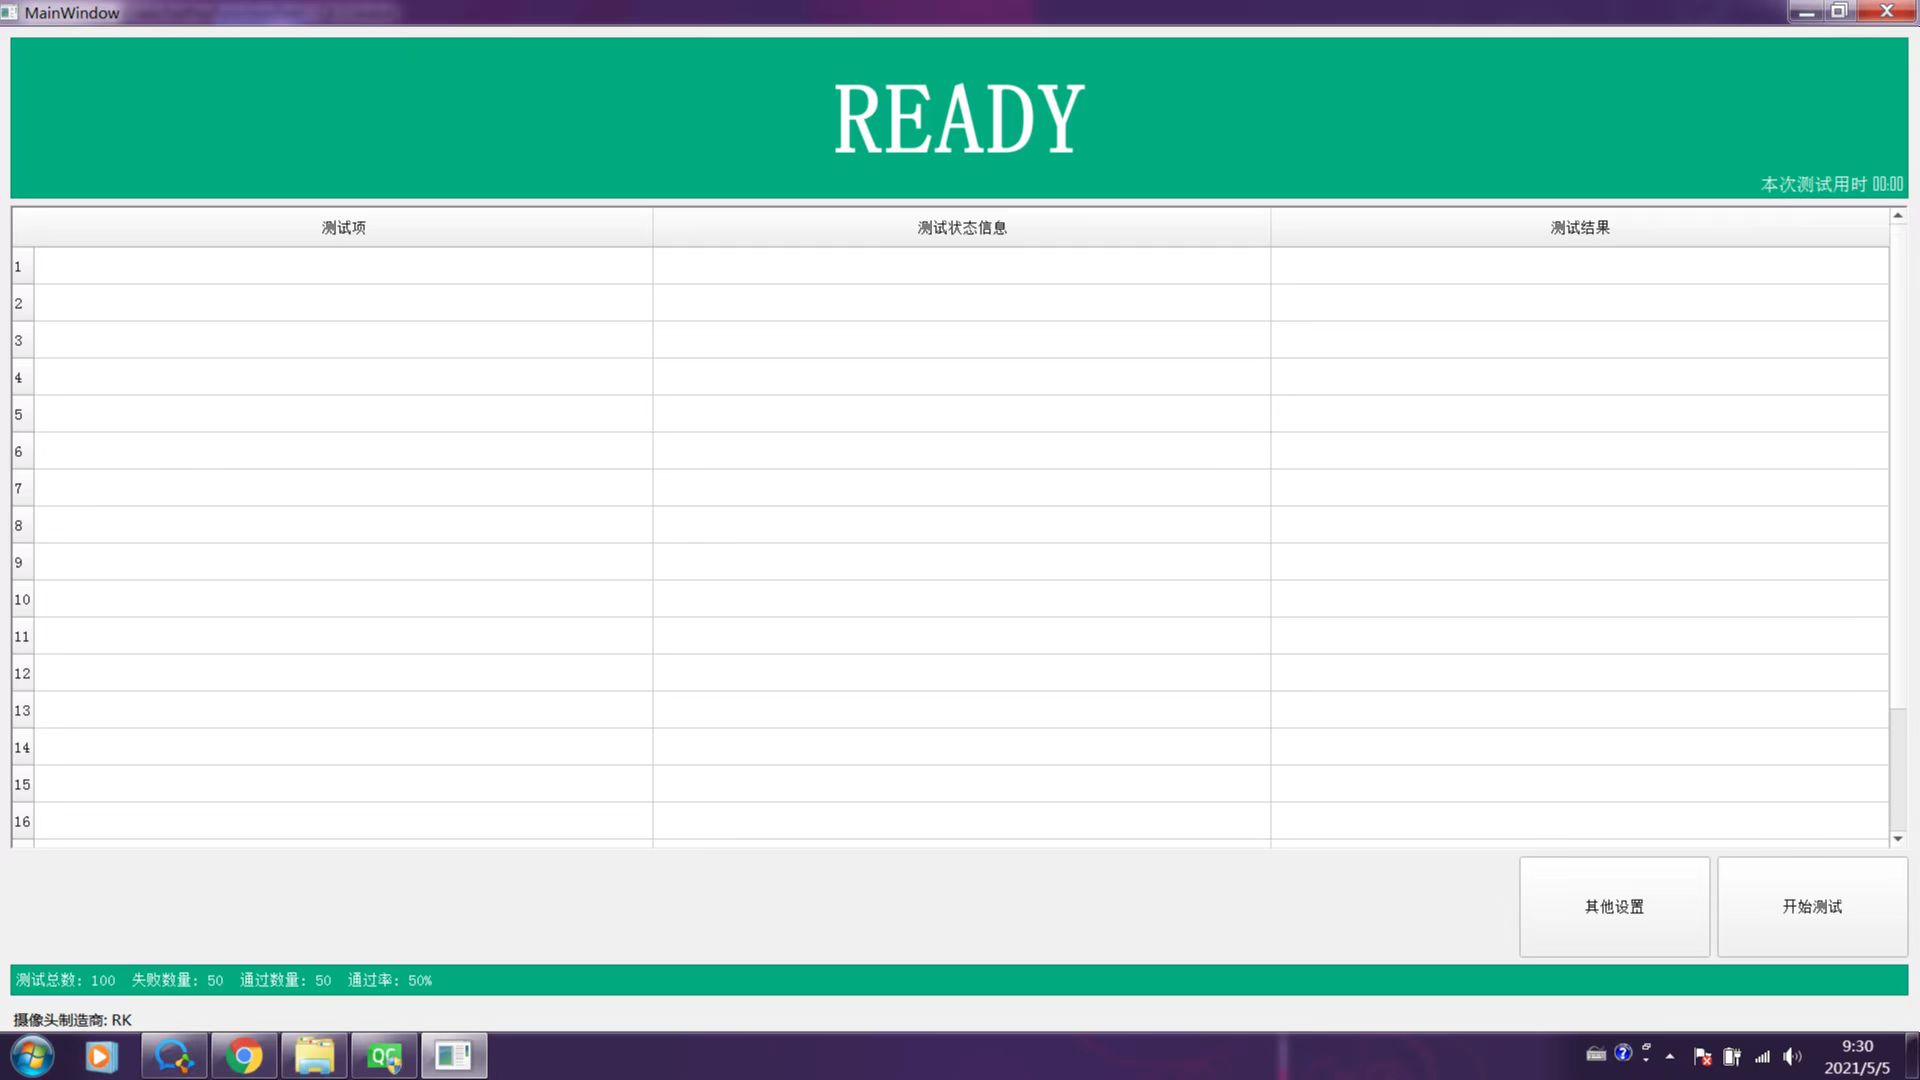 MainWindow
READY
本次测试用时 00:00
测试项 测试状态信息 测试结果
1
2
3
4
5
6
7
8
9
10
11
12
13
14
15
16
其他设置 开始测试
测试总数: 100 失败数量: 50 通过数量: 50 通过率: 50%
摄像头制造商: RK
QC
9:30
2021/5/5